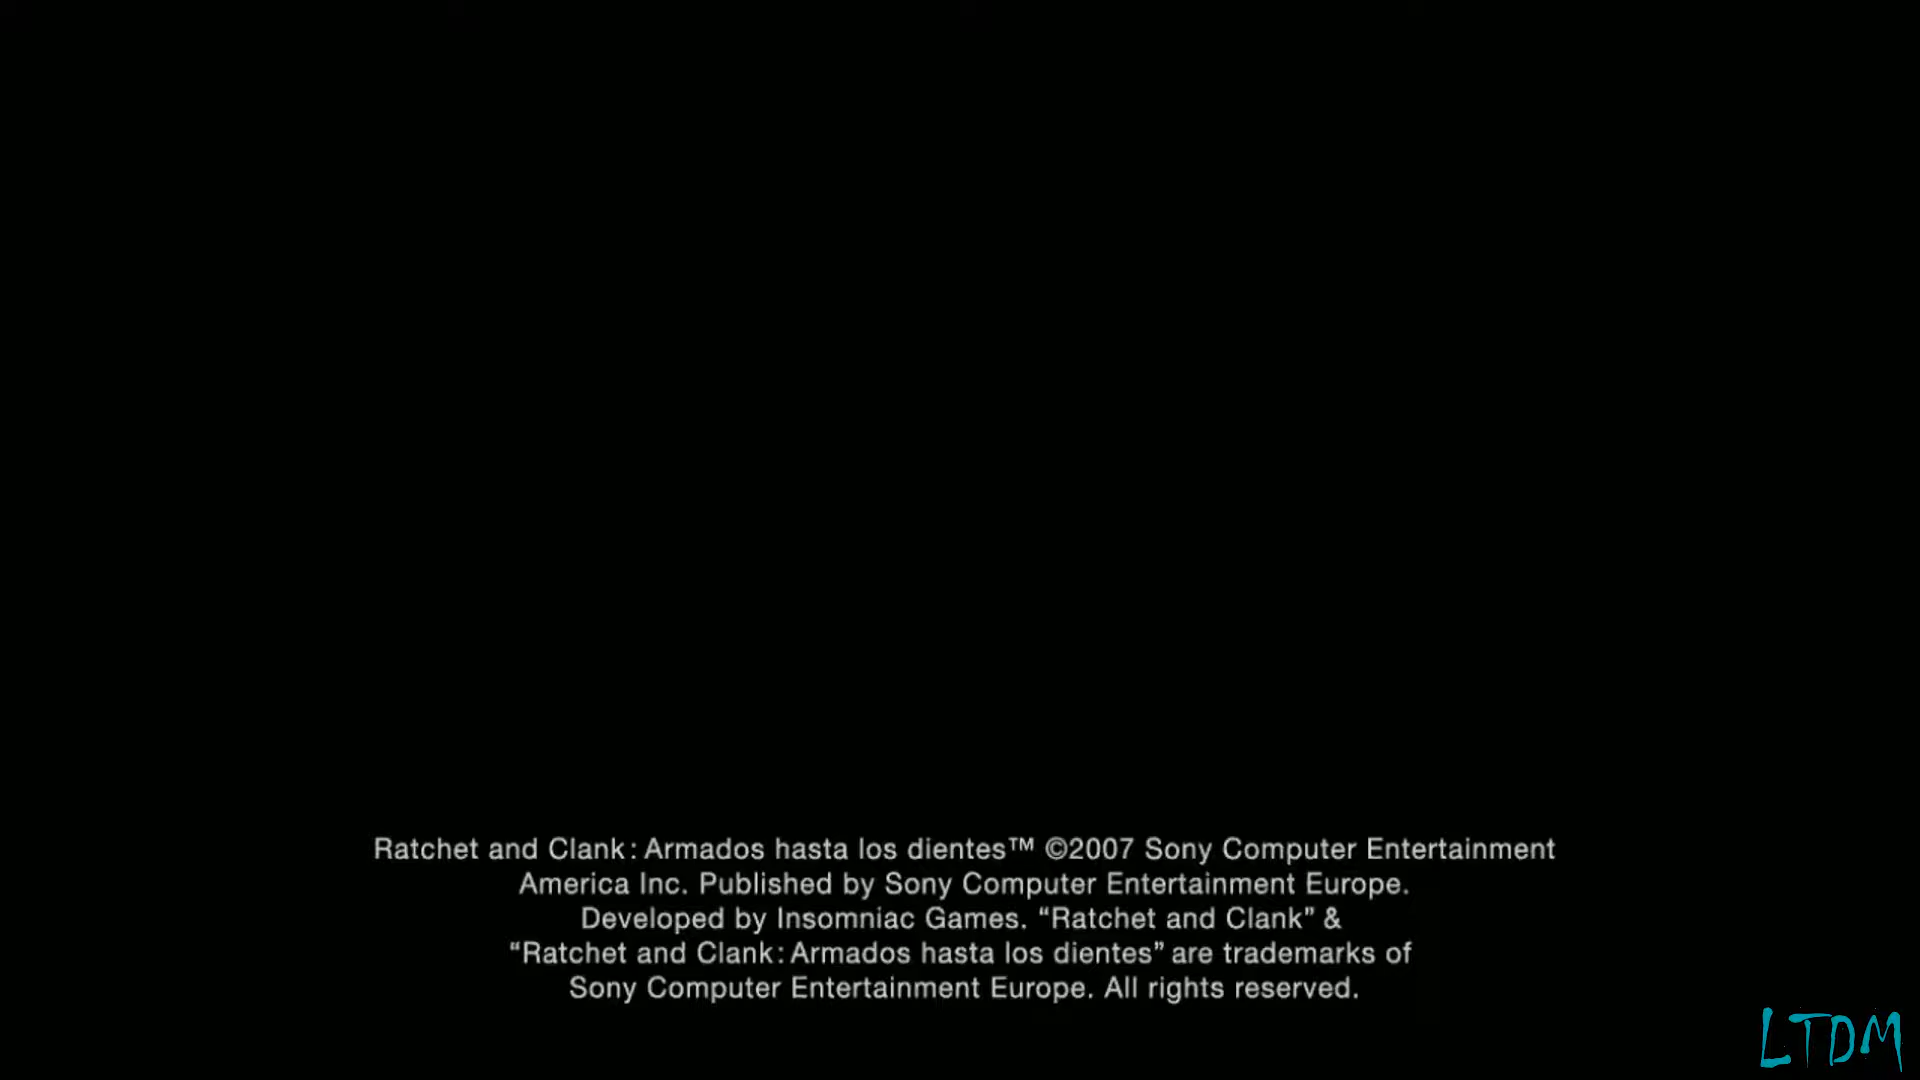 Ratchet and Clank: Armados hasta los dientes™ ©2007 Sony Computer Entertainment
America Inc. Published by Sony Computer Entertainment Europe.
Developed by Insomniac Games. “Ratchet and Clank” &
“Ratchet and Clank: Armados hasta los dientes” are trademarks of
Sony Computer Entertainment Europe. All rights reserved.
LTDM